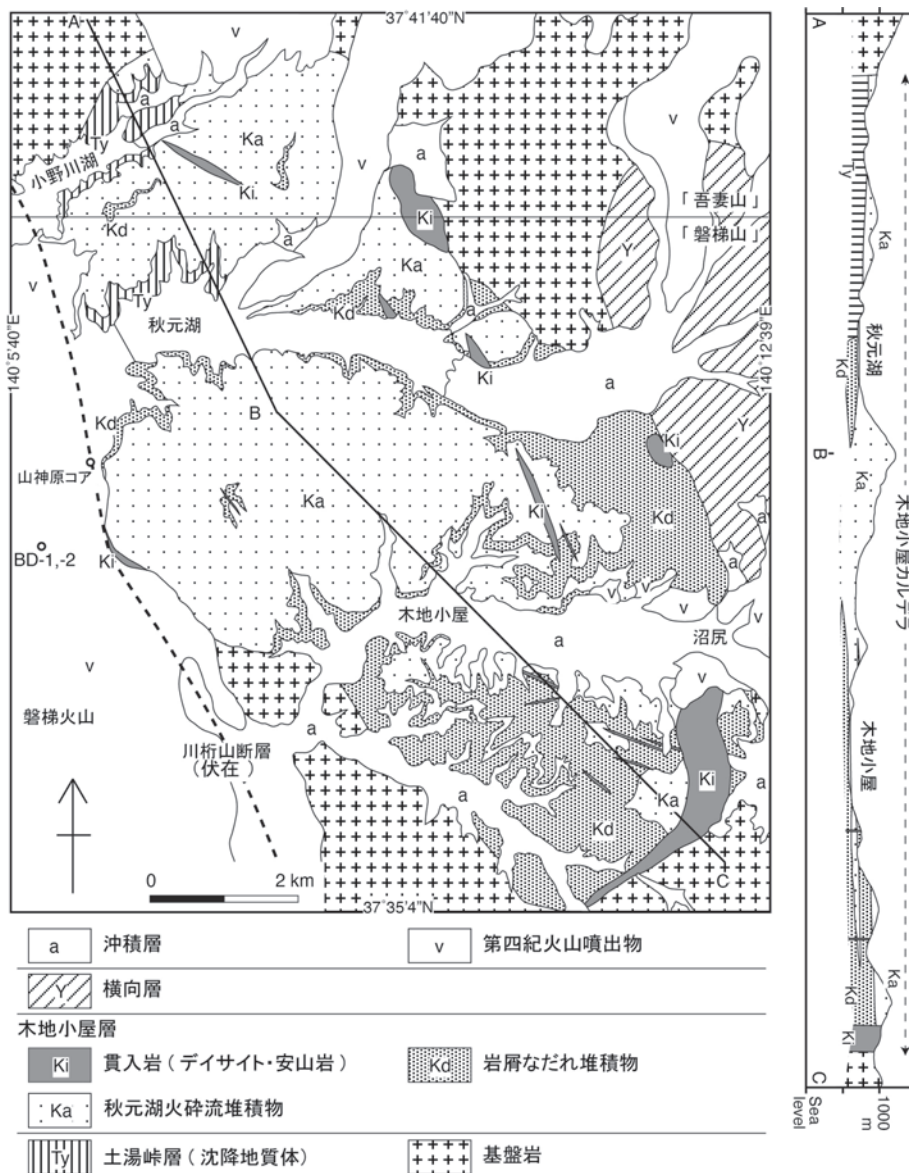 A
37°41'40"N
v
a
v
Ka
Ty
a
v
a
小野川湖
Ki
Ki
「吾妻山」
「磐梯山」
Kd
Y
a
Ka
v
Ty
Kd
a
秋元湖
140°5'40"E
140°12'39"E
Ki
a
B
Kd
Ki
Y
山神原コア
Ka
Ki
Kd
a
BD-1,-2
Ki
a
v
v
木地小屋
v
v
a
沼尻
v
v
磐梯火山
a
川桁山断層
(伏在)
Ki
a
a
Ka
Kd
C
0
2 km
37°35'4"N
A
Ty
Ka
秋元湖
Kd
B
Ka
木地小屋カルデラ
木地小屋
Ka
Kd
Ki
C
Sea level
1000 m
a
沖積層
v
第四紀火山噴出物
Y
横向層
木地小屋層
Ki
貫入岩(デイサイト・安山岩)
Kd
岩屑なだれ堆積物
Ka
秋元湖火砕流堆積物
Ty
土湯峠層(沈降地質体)
基盤岩